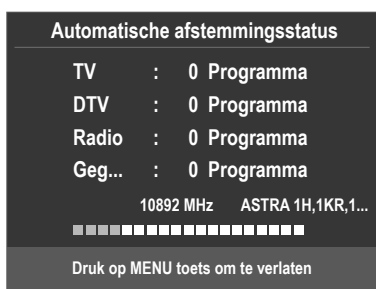 Automatische afstemmingsstatus
TV : 0 Programma
DTV : 0 Programma
Radio : 0 Programma
Geg... : 0 Programma
10892 MHz ASTRA 1H,1KR,1...
Druk op MENU toets om te verlaten